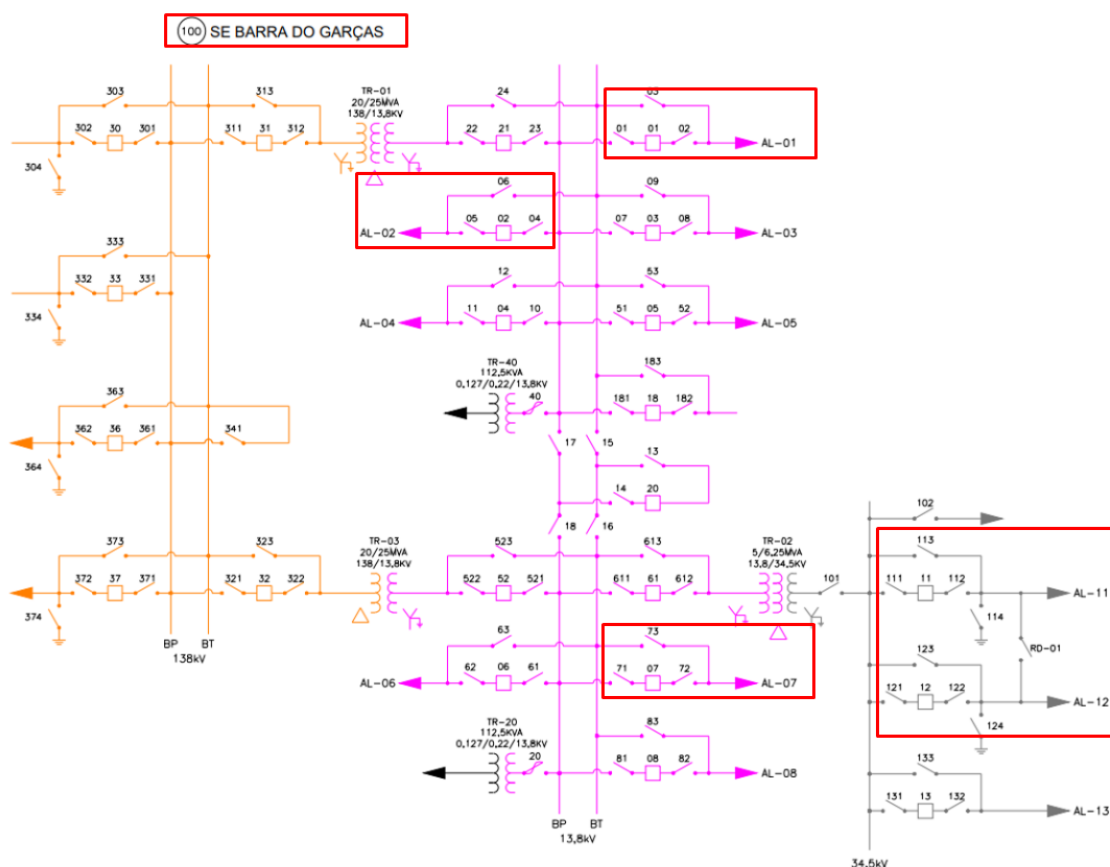 100 SE BARRA DO GARÇAS
303
313
TR-01
20/25MVA
138/13,8KV
24
03
302 30 301
311 31 312
22 21 23
01 01 02
AL-01
304
06
09
AL-02
05 02 04
07 03 08
AL-03
333
332 33 331
12
53
334
AL-04
11 04 10
51 05 52
AL-05
TR-40
112,5KVA
0,127/0,22/13,8KV
40
183
181 18 182
363
362 36 361
341
364
17
15
13
14 20
18
16
102
373
323
TR-03
20/25MVA
138/13,8KV
523
613
TR-02
5/6,25MVA
13,8/34,5KV
101
113
372 37 371
321 32 322
522 52 521
611 61 612
111 11 112
AL-11
374
114
RD-01
BP BT
138kV
63
73
123
AL-06
62 06 61
71 07 72
AL-07
121 12 122
AL-12
124
TR-20
112,5KVA
0,127/0,22/13,8KV
20
83
81 08 82
AL-08
133
131 13 132
AL-13
BP BT
13,8kV
34,5kV